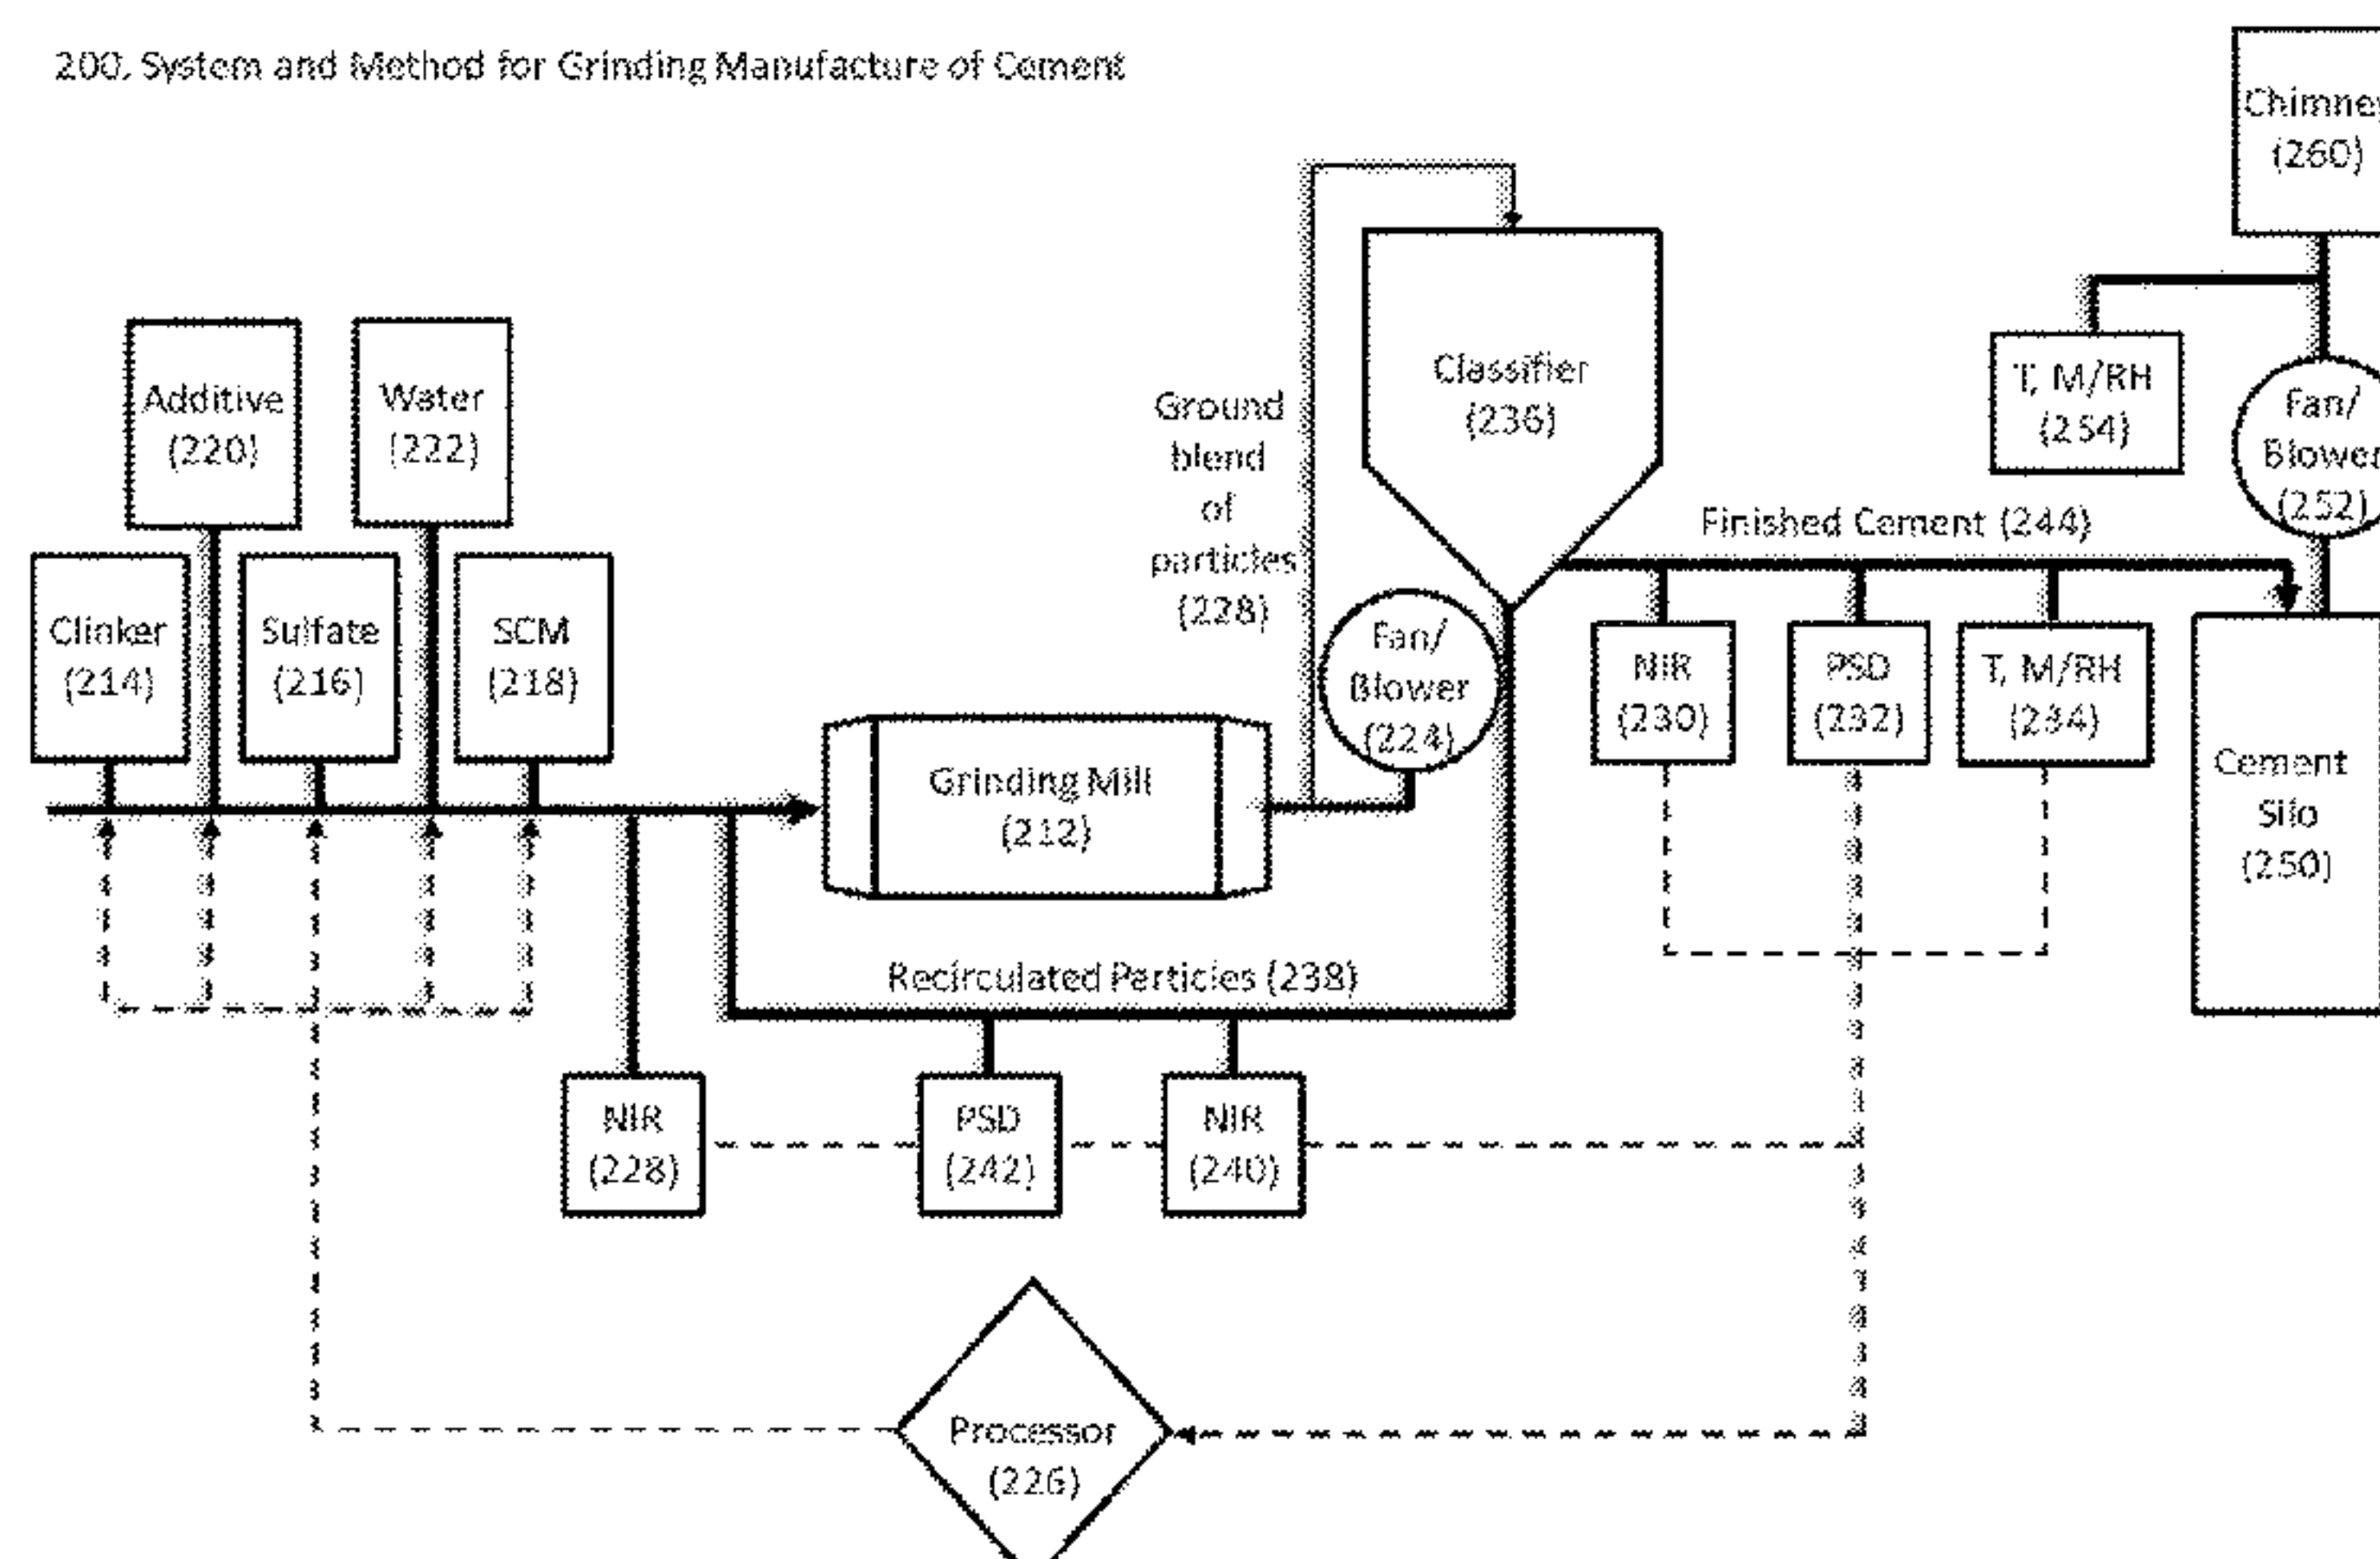 200. System and Method for Grinding Manufacture of Cement
Chimney
(260)
Additive
(220)
Water
(222)
Clinker
(214)
Sulfate
(216)
SCM
(218)
Ground
blend
of
particles
(228)
Classifier
(236)
T, M/RH
(254)
Fan/
Blower
(252)
Finished Cement (244)
Fan/
Blower
(224)
Grinding Mill
(212)
NIR
(230)
PSD
(232)
T, M/RH
(234)
Cement
Silo
(250)
Recirculated Particles (238)
NIR
(228)
PSD
(242)
NIR
(240)
Processor
(226)